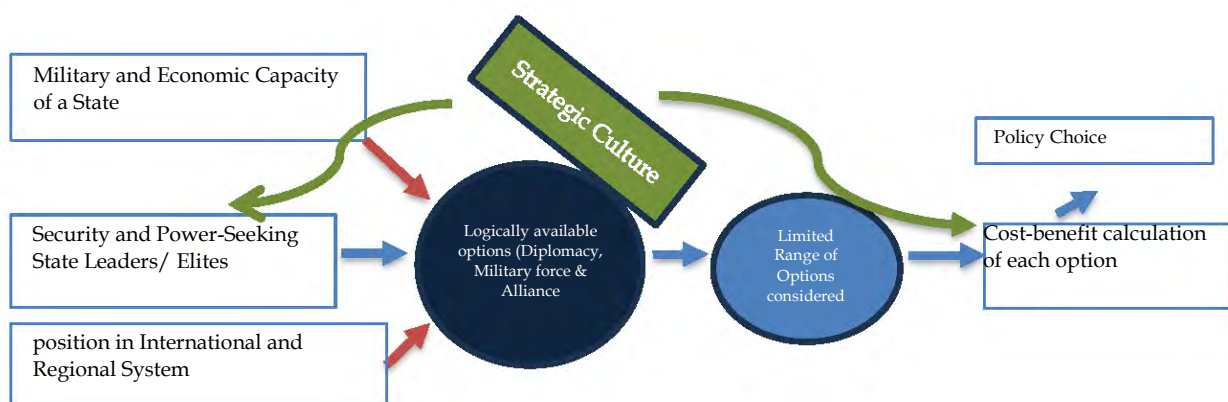 Military and Economic Capacity
of a State
Security and Power-Seeking
State Leaders/ Elites
position in International and
Regional System
Strategic Culture
Logically available
options (Diplomacy,
Military force &
Alliance
Limited
Range of
Options
considered
Policy Choice
Cost-benefit calculation
of each option